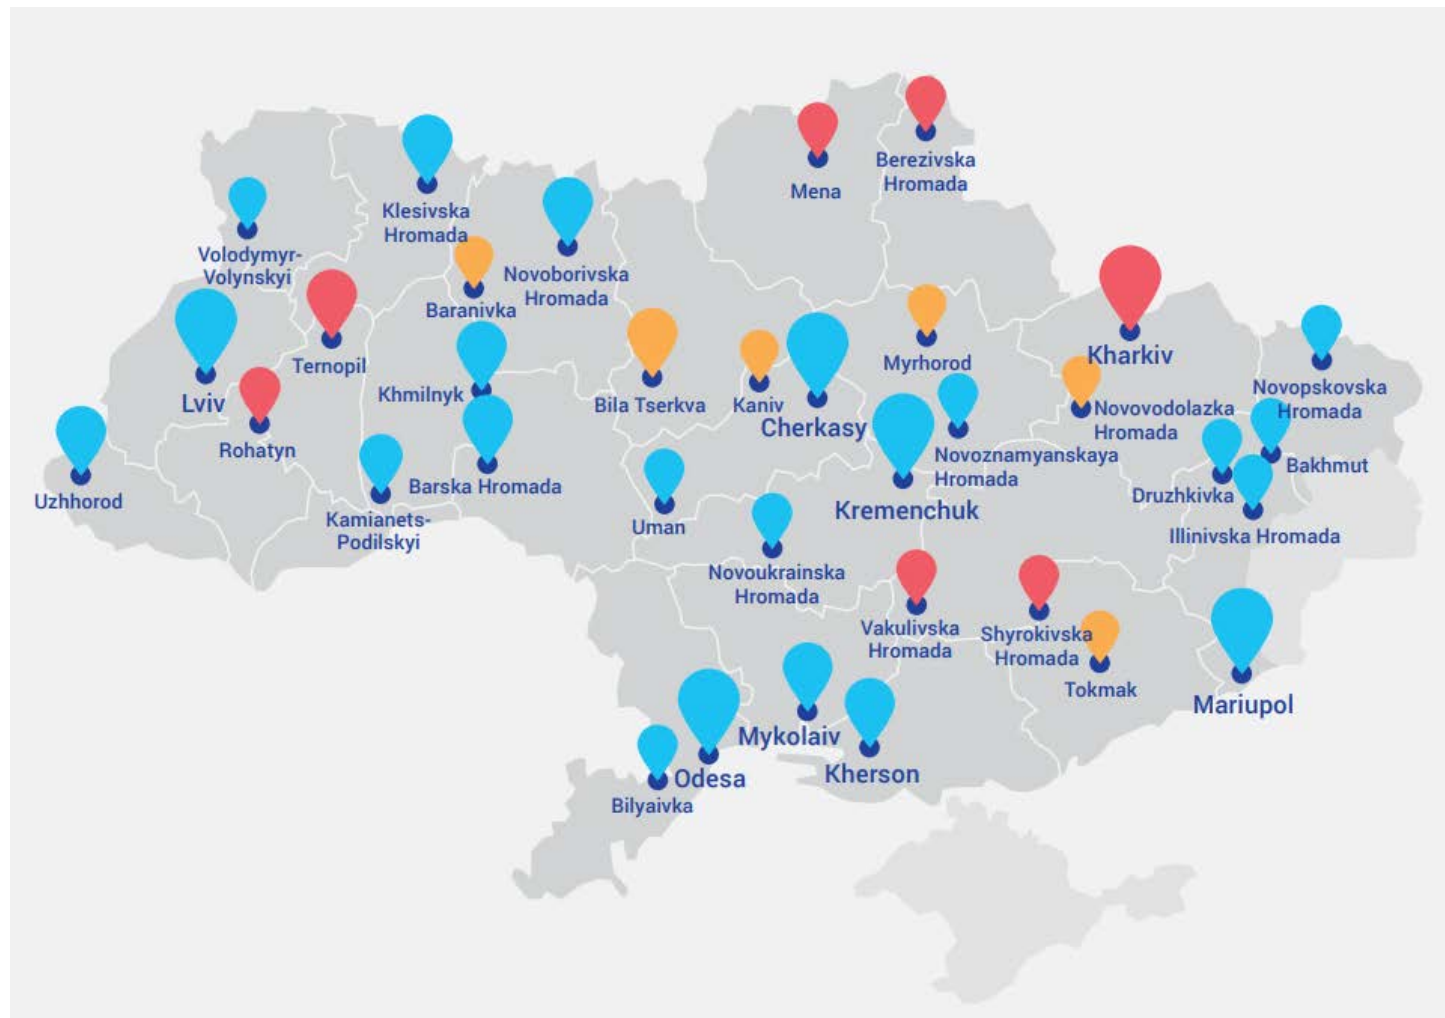 Mena
Berezivska
Hromada
Klesivska
Hromada
Volodymyr-
Volynskyi
Novoborivska
Hromada
Baranivka
Ternopil
Lviv
Rohatyn
Khmilnyk
Bila Tserkva
Kaniv
Cherkasy
Myrhorod
Kharkiv
Novopskovska
Hromada
Novovodolazka
Hromada
Novoznamyanskaya
Hromada
Bakhmut
Druzhkivka
Illinivska Hromada
Uzhhorod
Kamianets-
Podilskyi
Barska Hromada
Uman
Kremenchuk
Novoukrainska
Hromada
Vakulivska
Hromada
Shyrokivska
Hromada
Tokmak
Mariupol
Mykolaiv
Kherson
Odesa
Bilyaivka